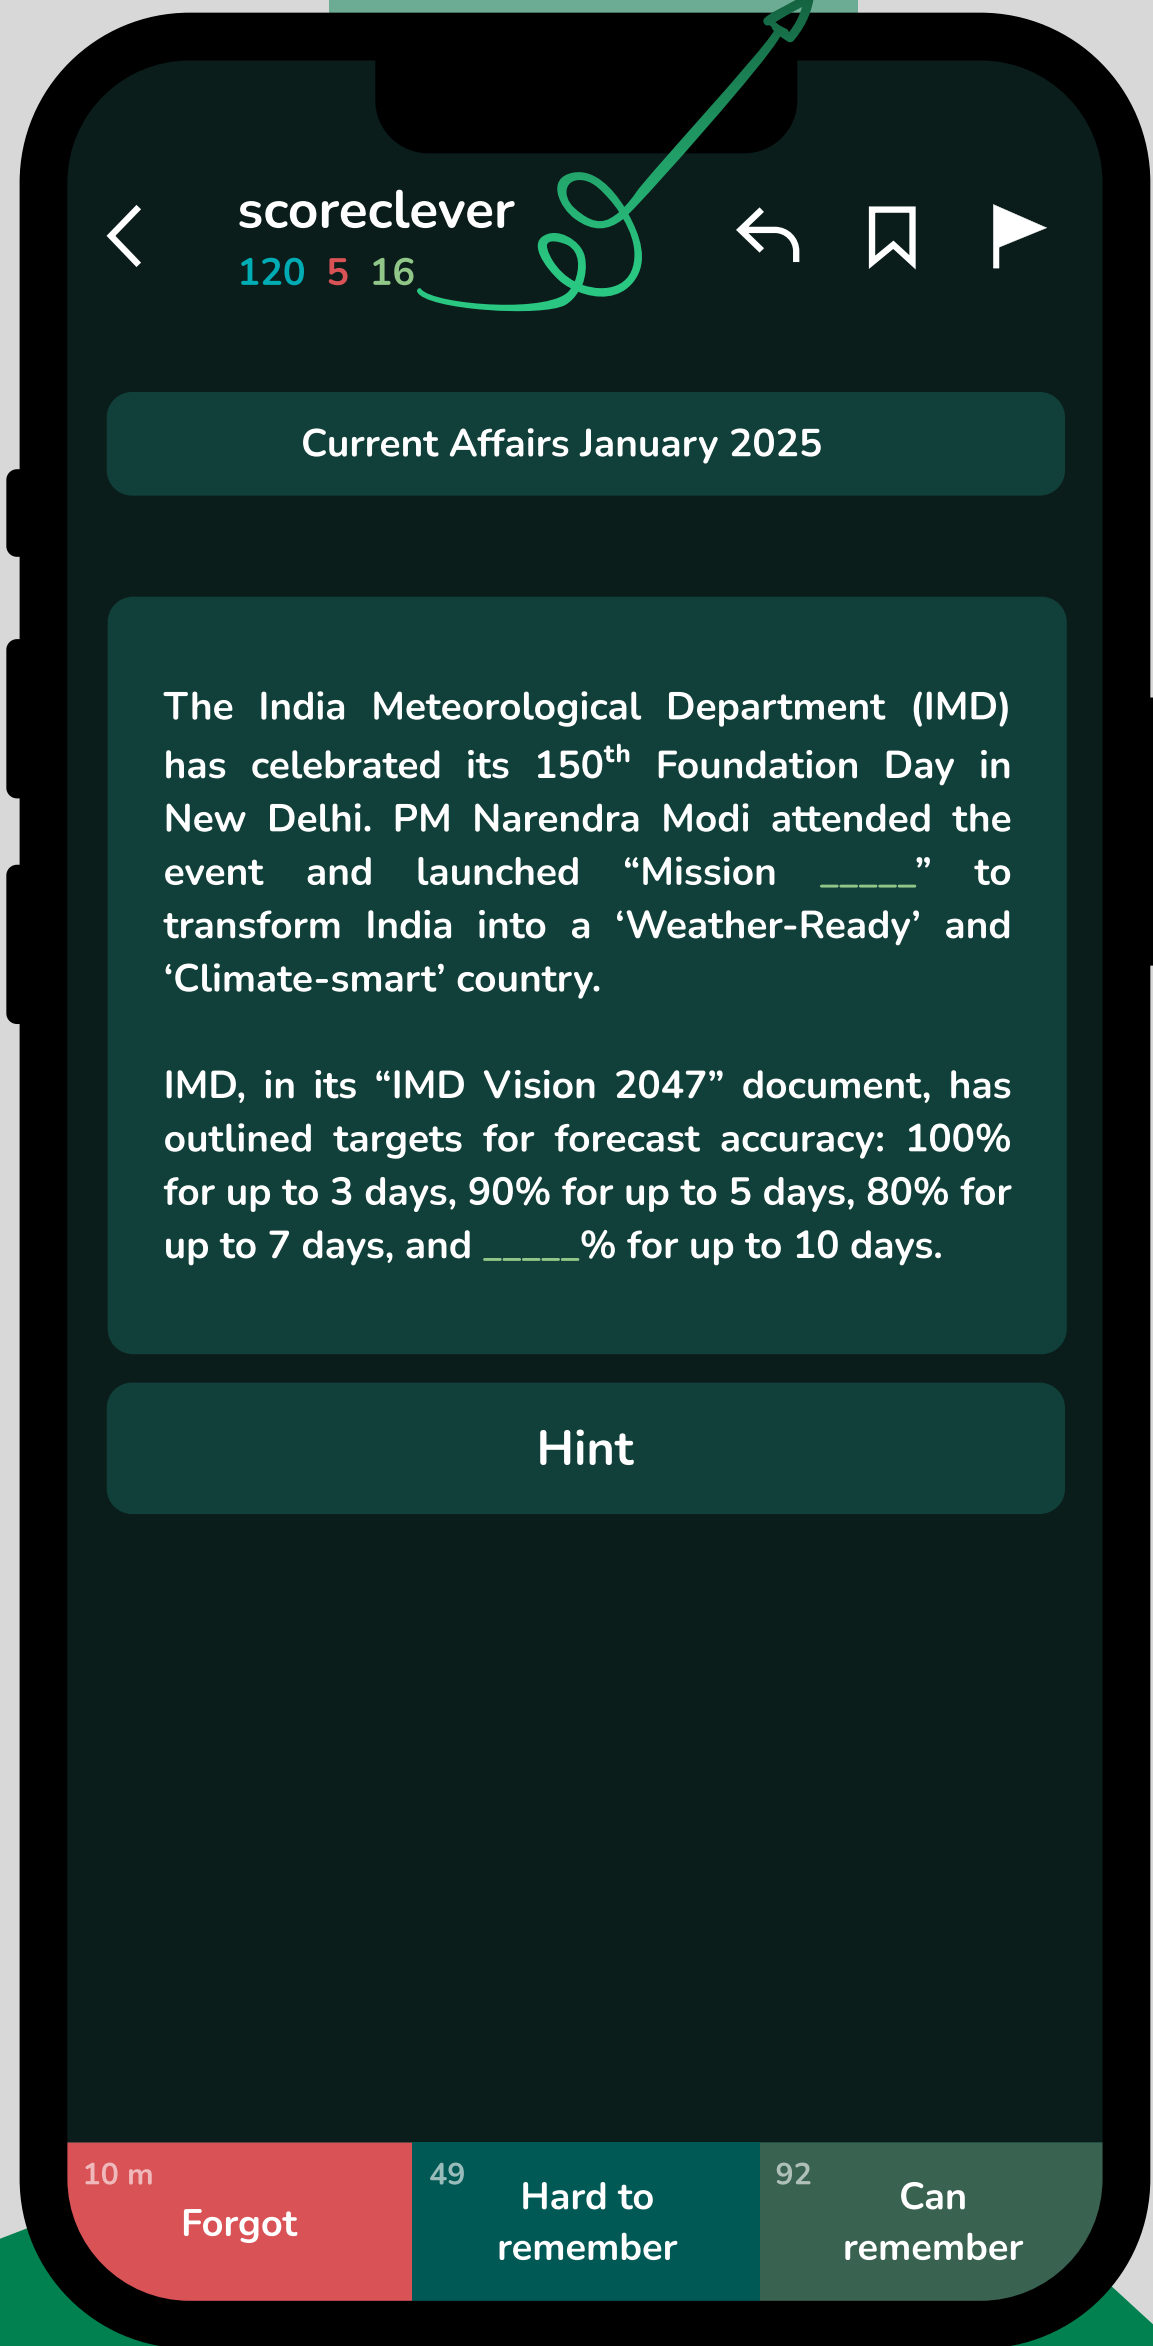 scoreclever
120 5 16
Current Affairs January 2025
The India Meteorological Department (IMD)
has celebrated its 150th Foundation Day in
New Delhi. PM Narendra Modi attended the
event and launched “Mission _____” to
transform India into a ‘Weather-Ready’ and
‘Climate-smart’ country.
IMD, in its “IMD Vision 2047” document, has
outlined targets for forecast accuracy: 100%
for up to 3 days, 90% for up to 5 days, 80% for
up to 7 days, and _____% for up to 10 days.
Hint
10 m
Forgot
49
Hard to
remember
92
Can
remember